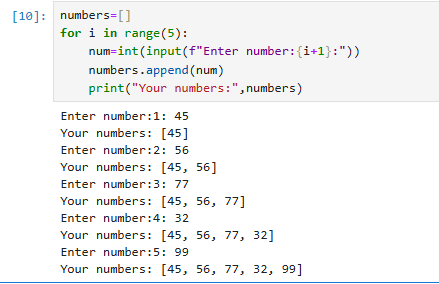 [10]: numbers=[]
for i in range(5):
    num=int(input(f"Enter number:{i+1}:"))
    numbers.append(num)
    print("Your numbers:",numbers)
Enter number:1: 45
Your numbers: [45]
Enter number:2: 56
Your numbers: [45, 56]
Enter number:3: 77
Your numbers: [45, 56, 77]
Enter number:4: 32
Your numbers: [45, 56, 77, 32]
Enter number:5: 99
Your numbers: [45, 56, 77, 32, 99]